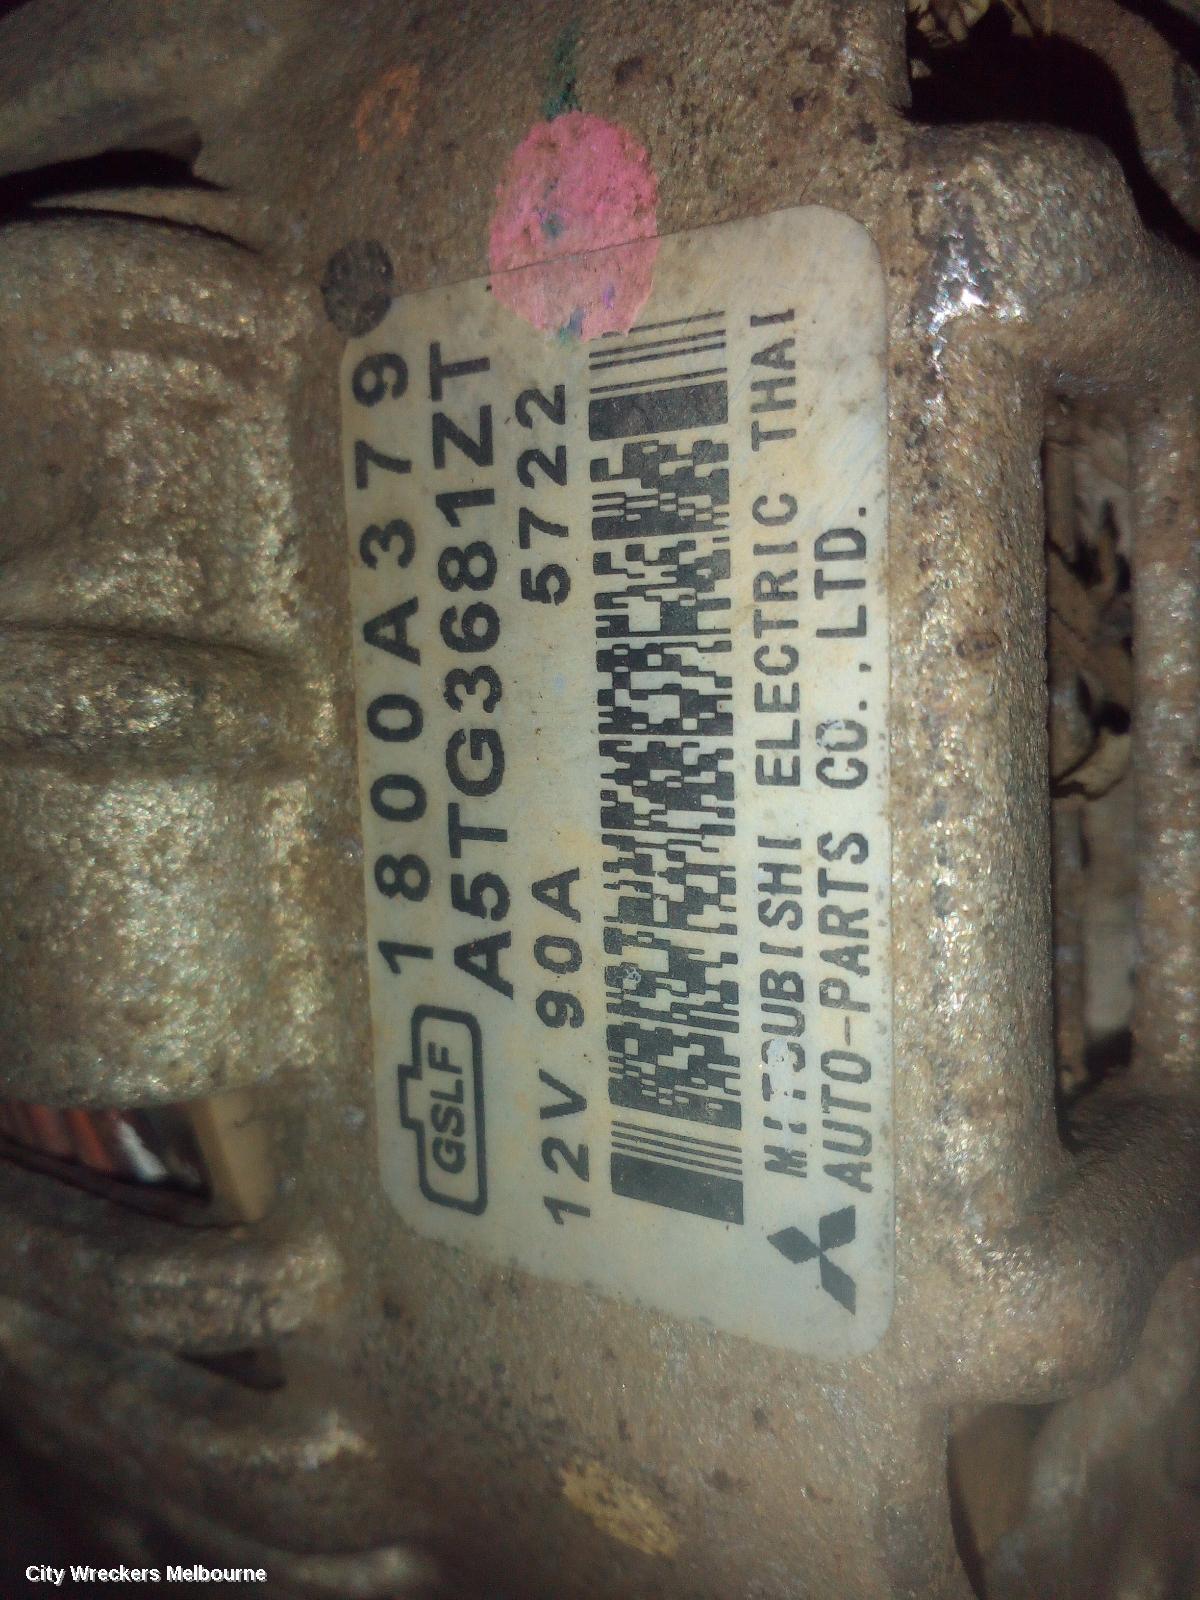 1800A379
GSLF
A5TG3681ZT
12V 90A 5722
MITSUBISHI ELECTRIC THAI
AUTO-PARTS CO.,LTD.
City Wreckers Melbourne